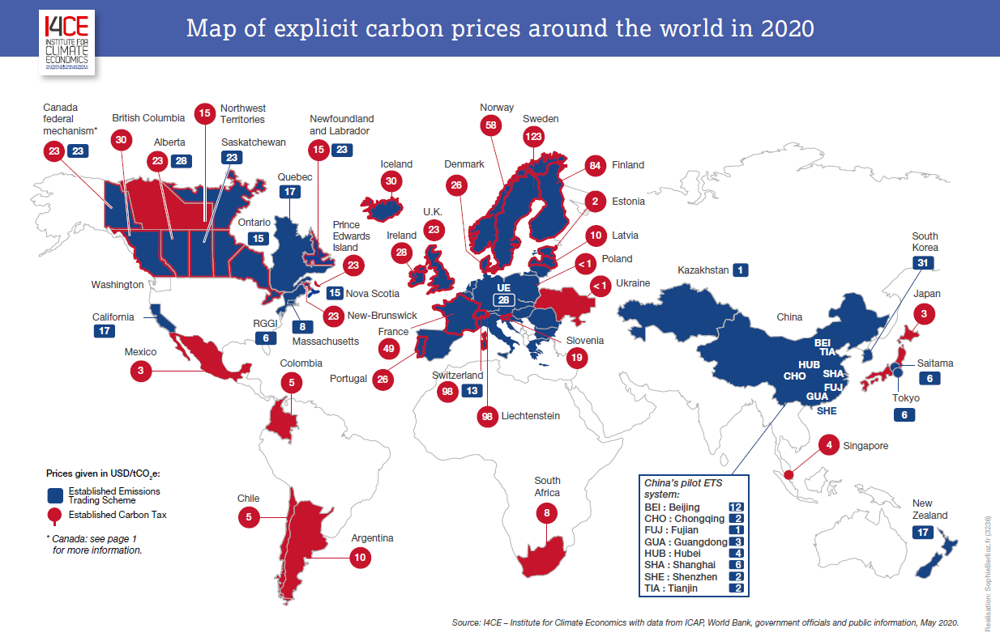 I4CE
INSTITUTE FOR
CLIMATE
ECONOMICS
Map of explicit carbon prices around the world in 2020
Canada
federal
mechanism*
23 23
British Columbia
30
Alberta
23 28
15
Northwest
Territories
Saskatchewan
23
Newfoundland
and Labrador
15 23
Quebec
17
Ontario
15
Prince
Edwards
Island
23
15 Nova Scotia
23 New-Brunswick
Washington
California
17
RGGI
6
8
Massachusetts
Mexico
3
Colombia
5
Chile
5
Argentina
10
Iceland
30
Norway
58
Sweden
123
Denmark
26
84 Finland
2 Estonia
10 Latvia
<1 Poland
<1 Ukraine
U.K.
23
Ireland
28
UE
28
France
49
Portugal 26
Switzerland
98 13
98 Liechtenstein
Slovenia
19
South
Africa
8
Kazakhstan 1
China
BEI
TIA
HUB
CHO
SHA
FUJ
GUA
SHE
South
Korea
31
Japan
3
Saitama
6
Tokyo
6
4 Singapore
New
Zealand
17
Prices given in USD/tCO2e:
Established Emissions
Trading Scheme
Established Carbon Tax
* Canada: see page 1
for more information.
China's pilot ETS
system:
BEI : Beijing 12
CHO : Chongqing 2
FUJ : Fujian 1
GUA : Guangdong 3
HUB : Hubei 4
SHA : Shanghai 6
SHE : Shenzhen 2
TIA : Tianjin 2
Source: I4CE – Institute for Climate Economics with data from ICAP, World Bank, government officials and public information, May 2020.
Realisation: SophieBerlioz.fr (3236)